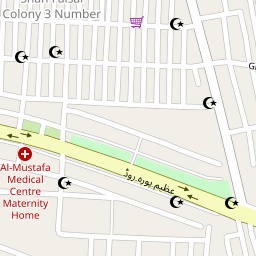 Shah Faisal
Colony 3 Number
Al-Mustafa
Medical
Centre
Maternity
Home
عظیم پورہ روڈ